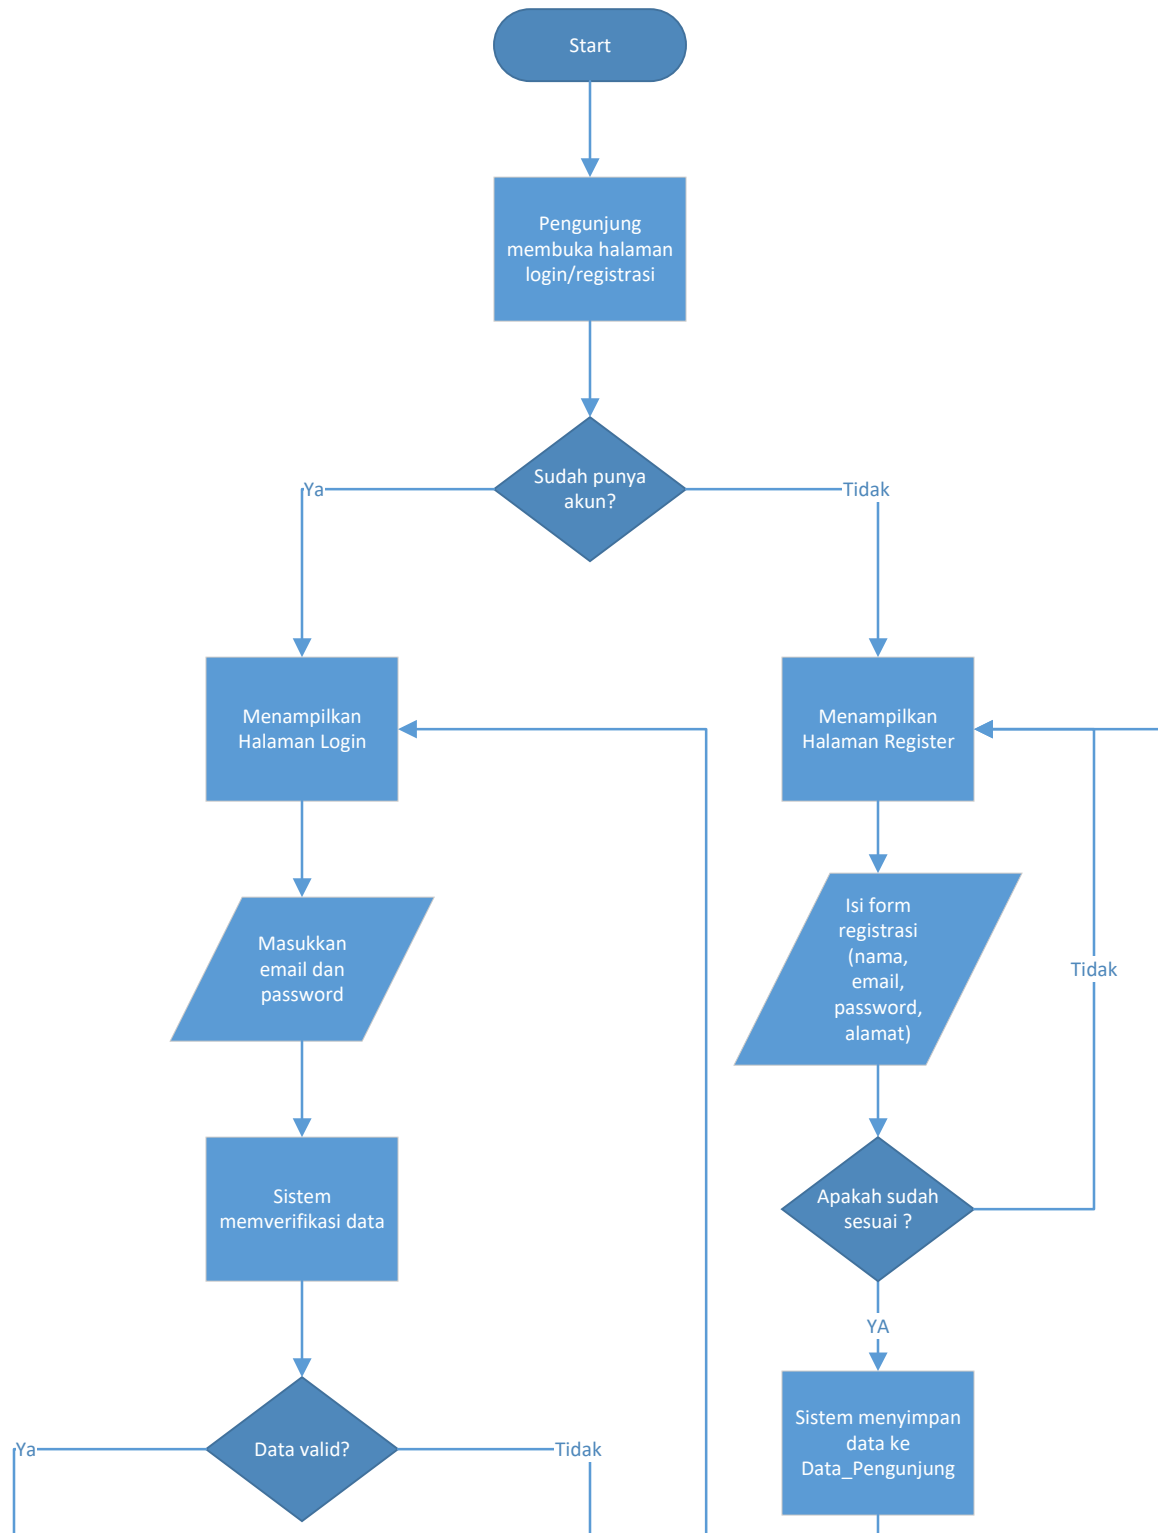 Start
Pengunjung
membuka halaman
login/registrasi
Sudah punya
akun?
Ya
Tidak
Menampilkan
Halaman Login
Menampilkan
Halaman Register
Masukkan
email dan
password
Isi form
registrasi
(nama,
email,
password,
alamat)
Tidak
Sistem
memverifikasi data
Apakah sudah
sesuai ?
YA
Data valid?
Ya
Tidak
Sistem menyimpan
data ke
Data_Pengunjung